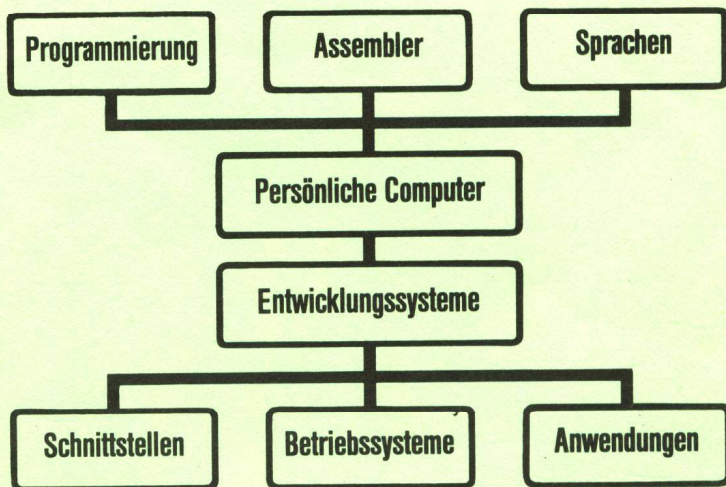 Programmierung
Assembler
Sprachen
Persönliche Computer
Entwicklungssysteme
Schnittstellen
Betriebssysteme
Anwendungen